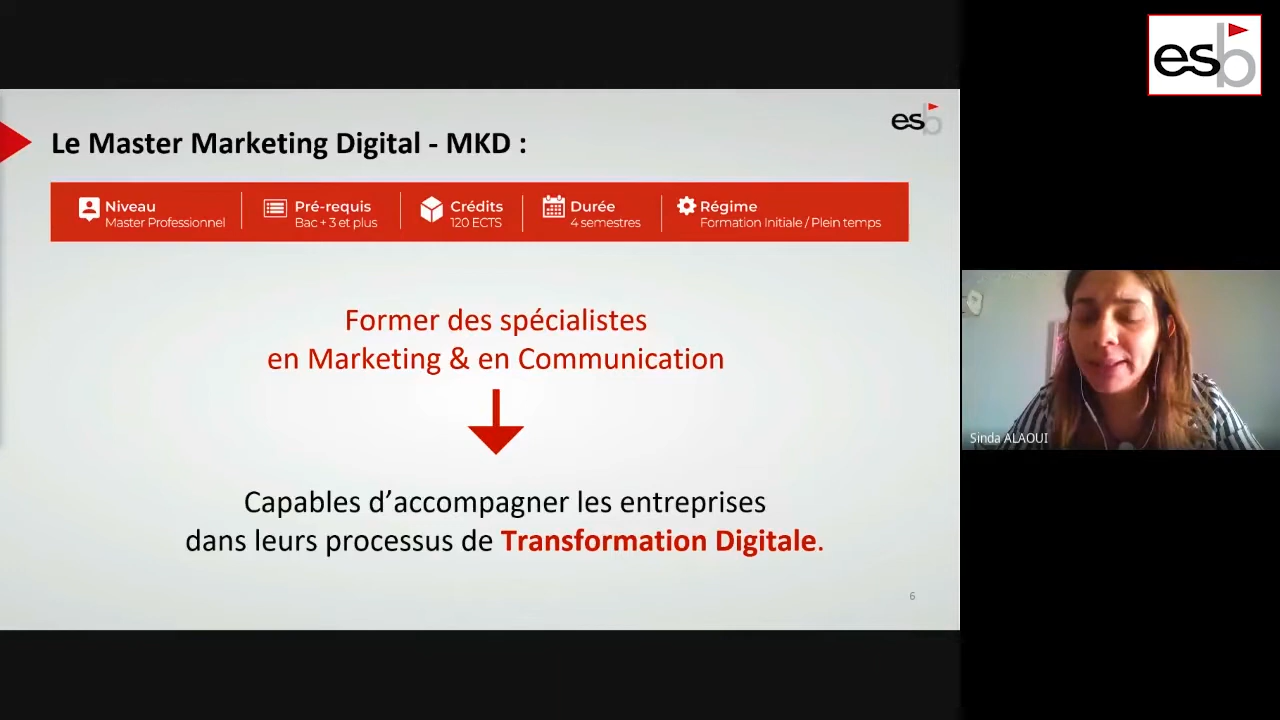 esb
esb
Le Master Marketing Digital - MKD :
Niveau
Master Professionnel
Pré-requis
Bac + 3 et plus
Crédits
120 ECTS
Durée
4 semestres
Régime
Formation Initiale / Plein temps
Former des spécialistes
en Marketing & en Communication
Capables d’accompagner les entreprises
dans leurs processus de Transformation Digitale.
6
Sinda ALAOUI